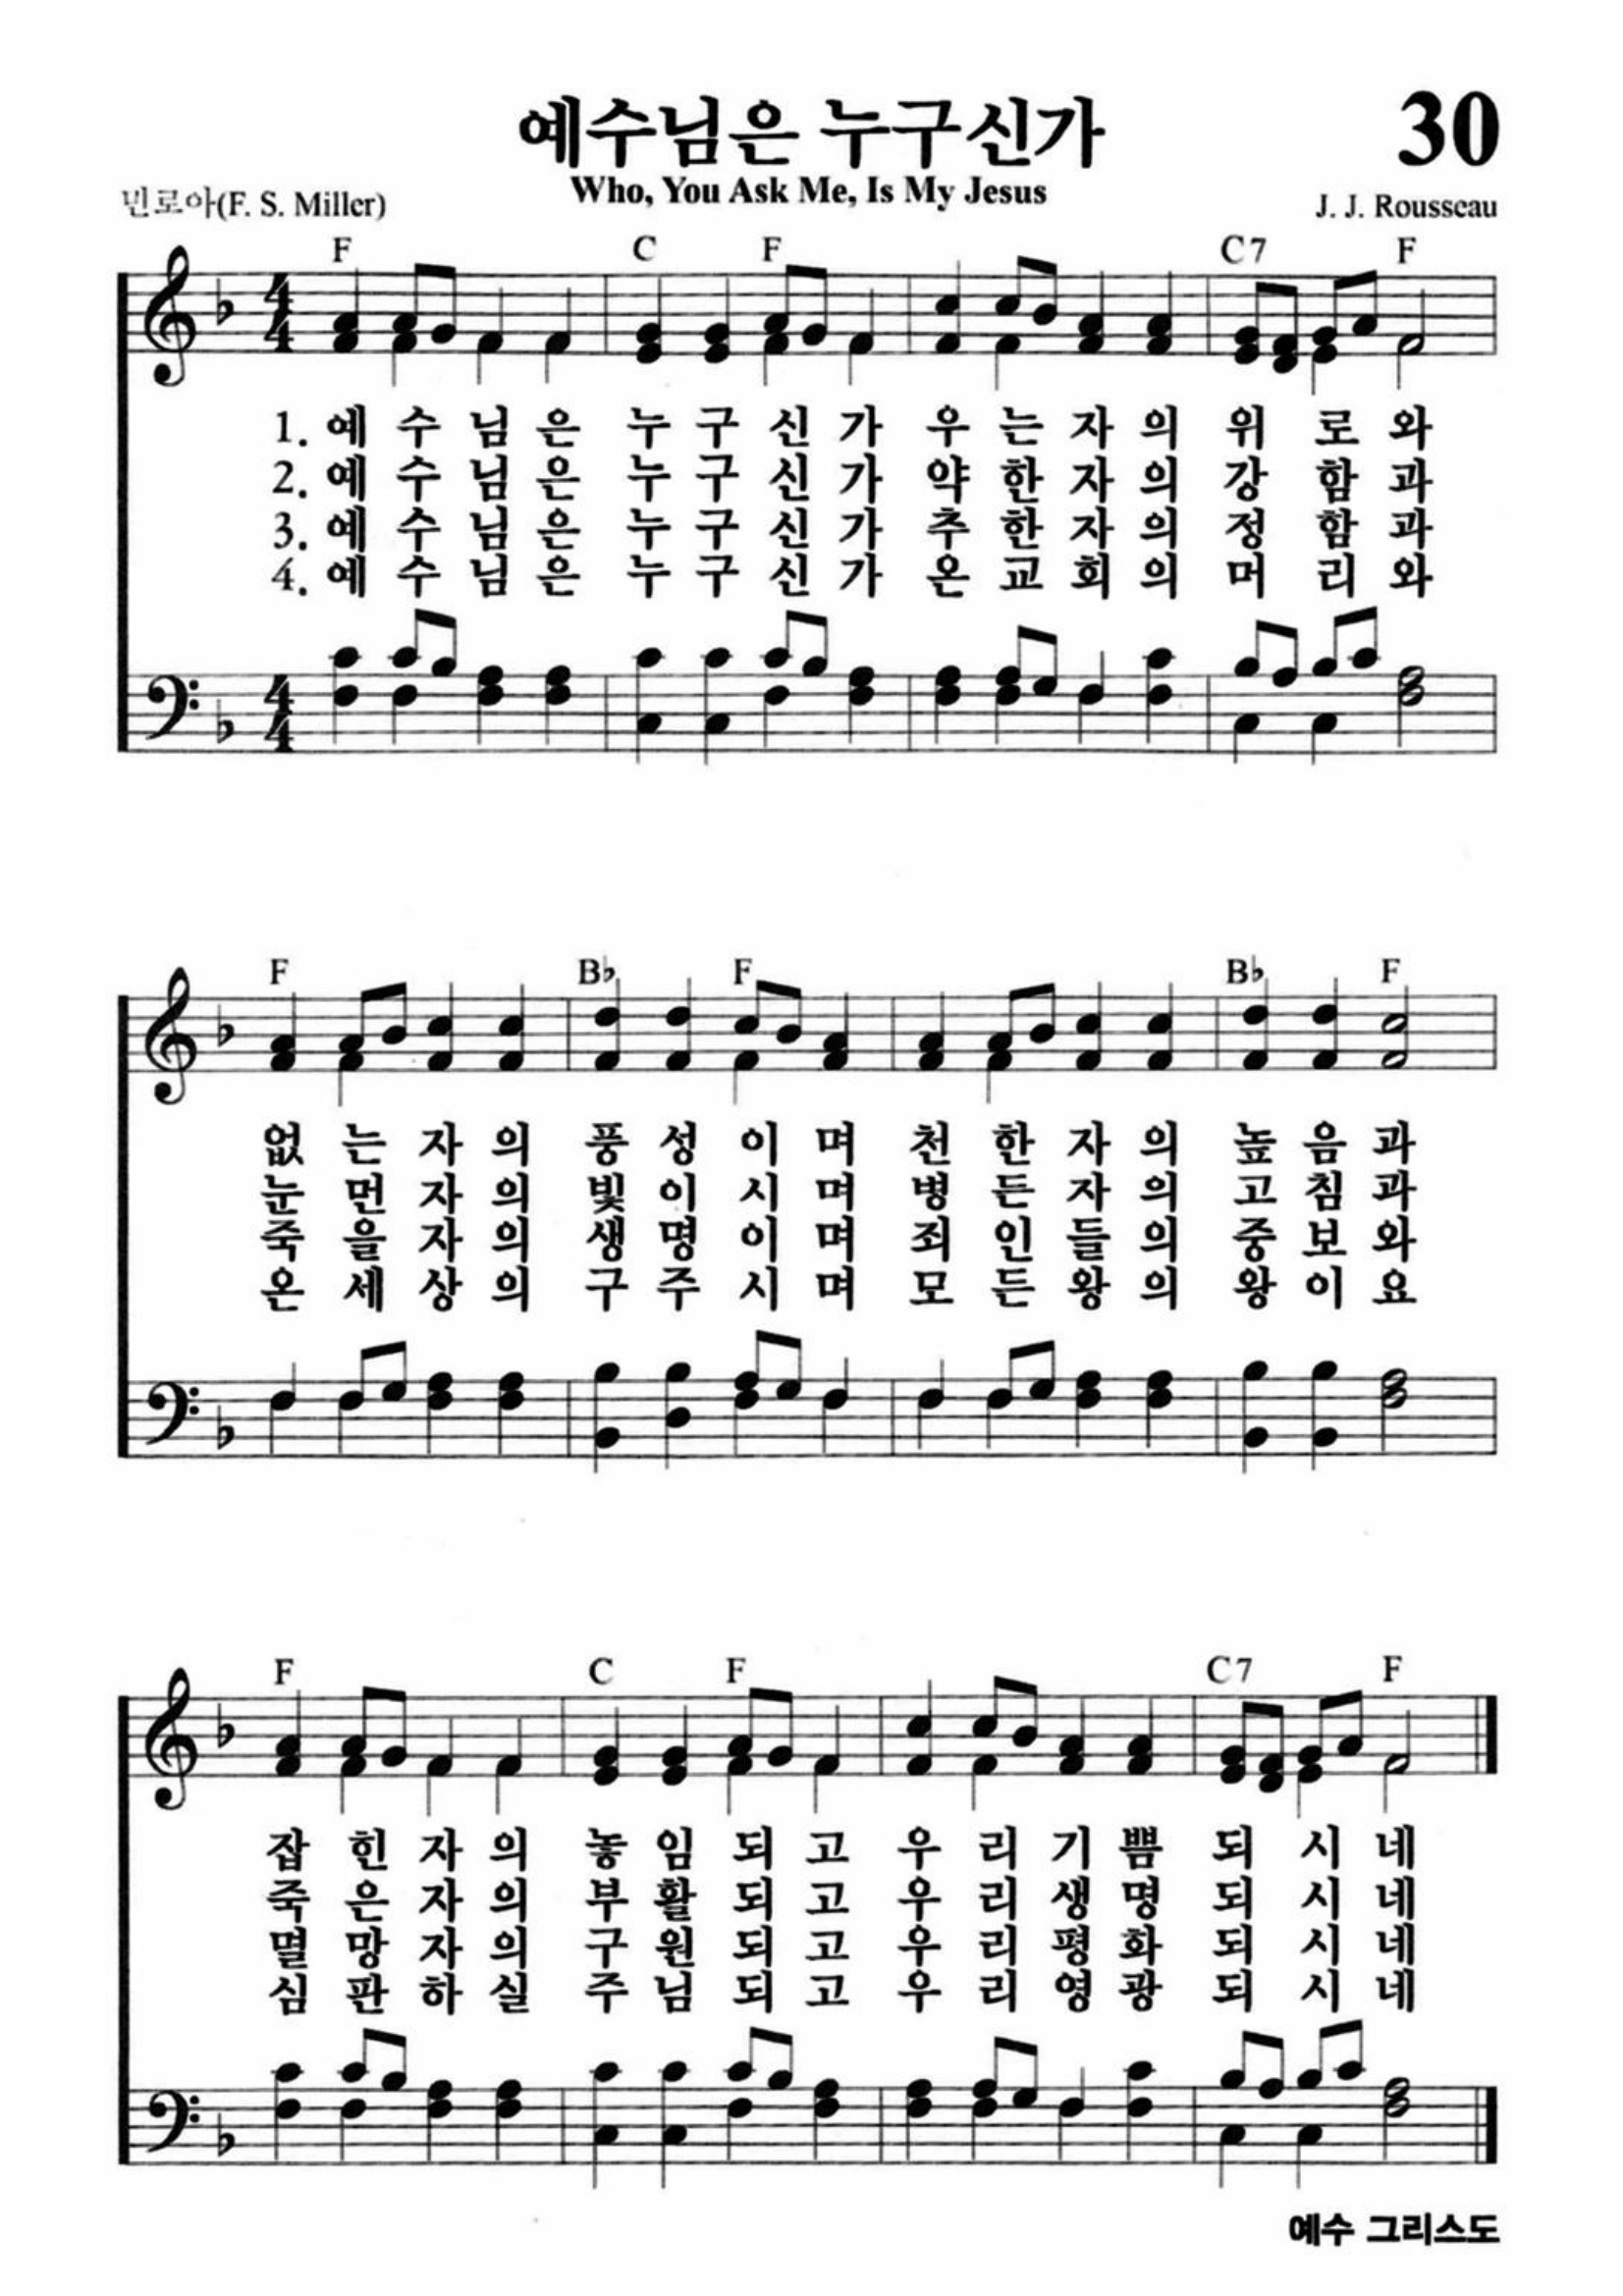 예수님은 누구신가
30
Who, You Ask Me, Is My Jesus
민로아(F. S. Miller)
J. J. Rousseau
F C F C7 F
1. 예 수 님 은 누 구 신 가 우 는 자 의 위 로 와
2. 예 수 님 은 누 구 신 가 약 한 자 의 강 함 과
3. 예 수 님 은 누 구 신 가 추 한 자 의 정 함 과
4. 예 수 님 은 누 구 신 가 온 교 회 의 머 리 와
F B♭ F B♭ F
없 는 자 의 풍 성 이 며 천 한 자 의 높 음 과
눈 먼 자 의 빛 이 시 며 병 든 자 의 고 침 과
죽 을 자 의 생 명 이 며 죄 인 들 의 중 보 와
온 세 상 의 구 주 시 며 모 든 왕 의 왕 이 요
F C F C7 F
잡 힌 자 의 놓 임 되 고 우 리 기 쁨 되 시 네
죽 은 자 의 부 활 되 고 우 리 생 명 되 시 네
멸 망 자 의 구 원 되 고 우 리 평 화 되 시 네
심 판 하 실 주 님 되 고 우 리 영 광 되 시 네
예수 그리스도